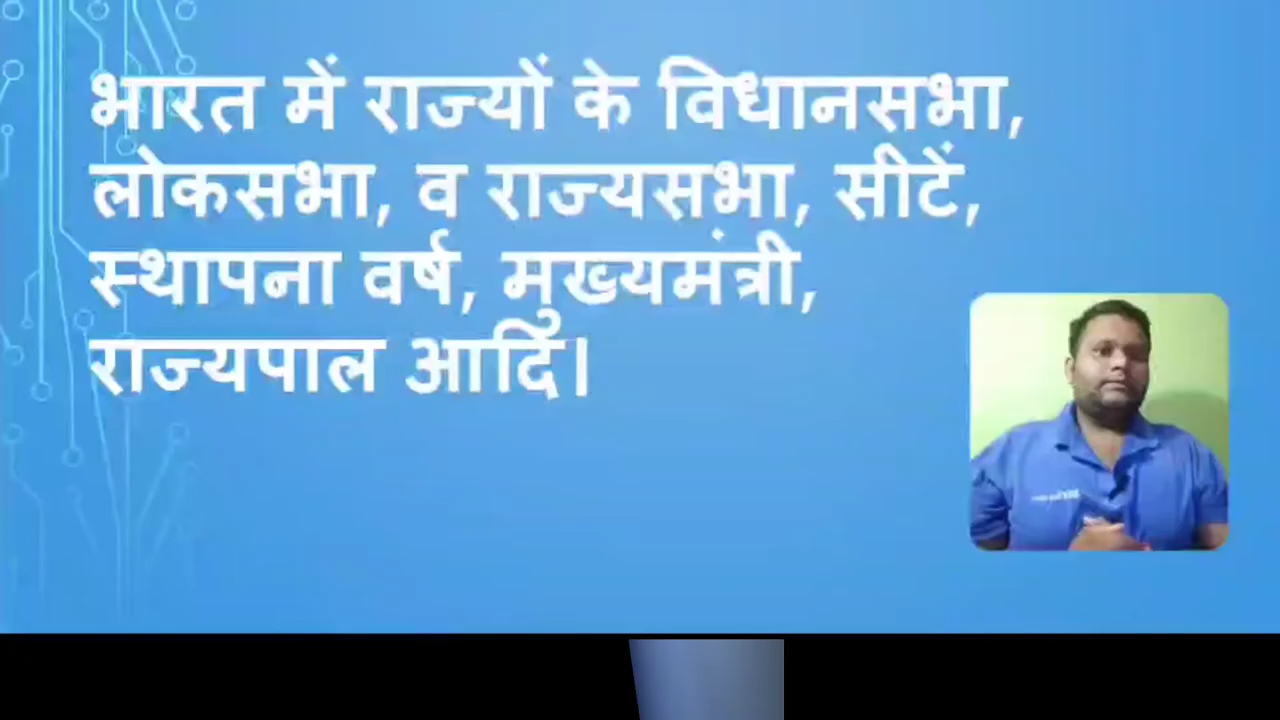 भारत में राज्यों के विधानसभा,
लोकसभा, व राज्यसभा, सीटें,
स्थापना वर्ष, मुख्यमंत्री,
राज्यपाल आदि।